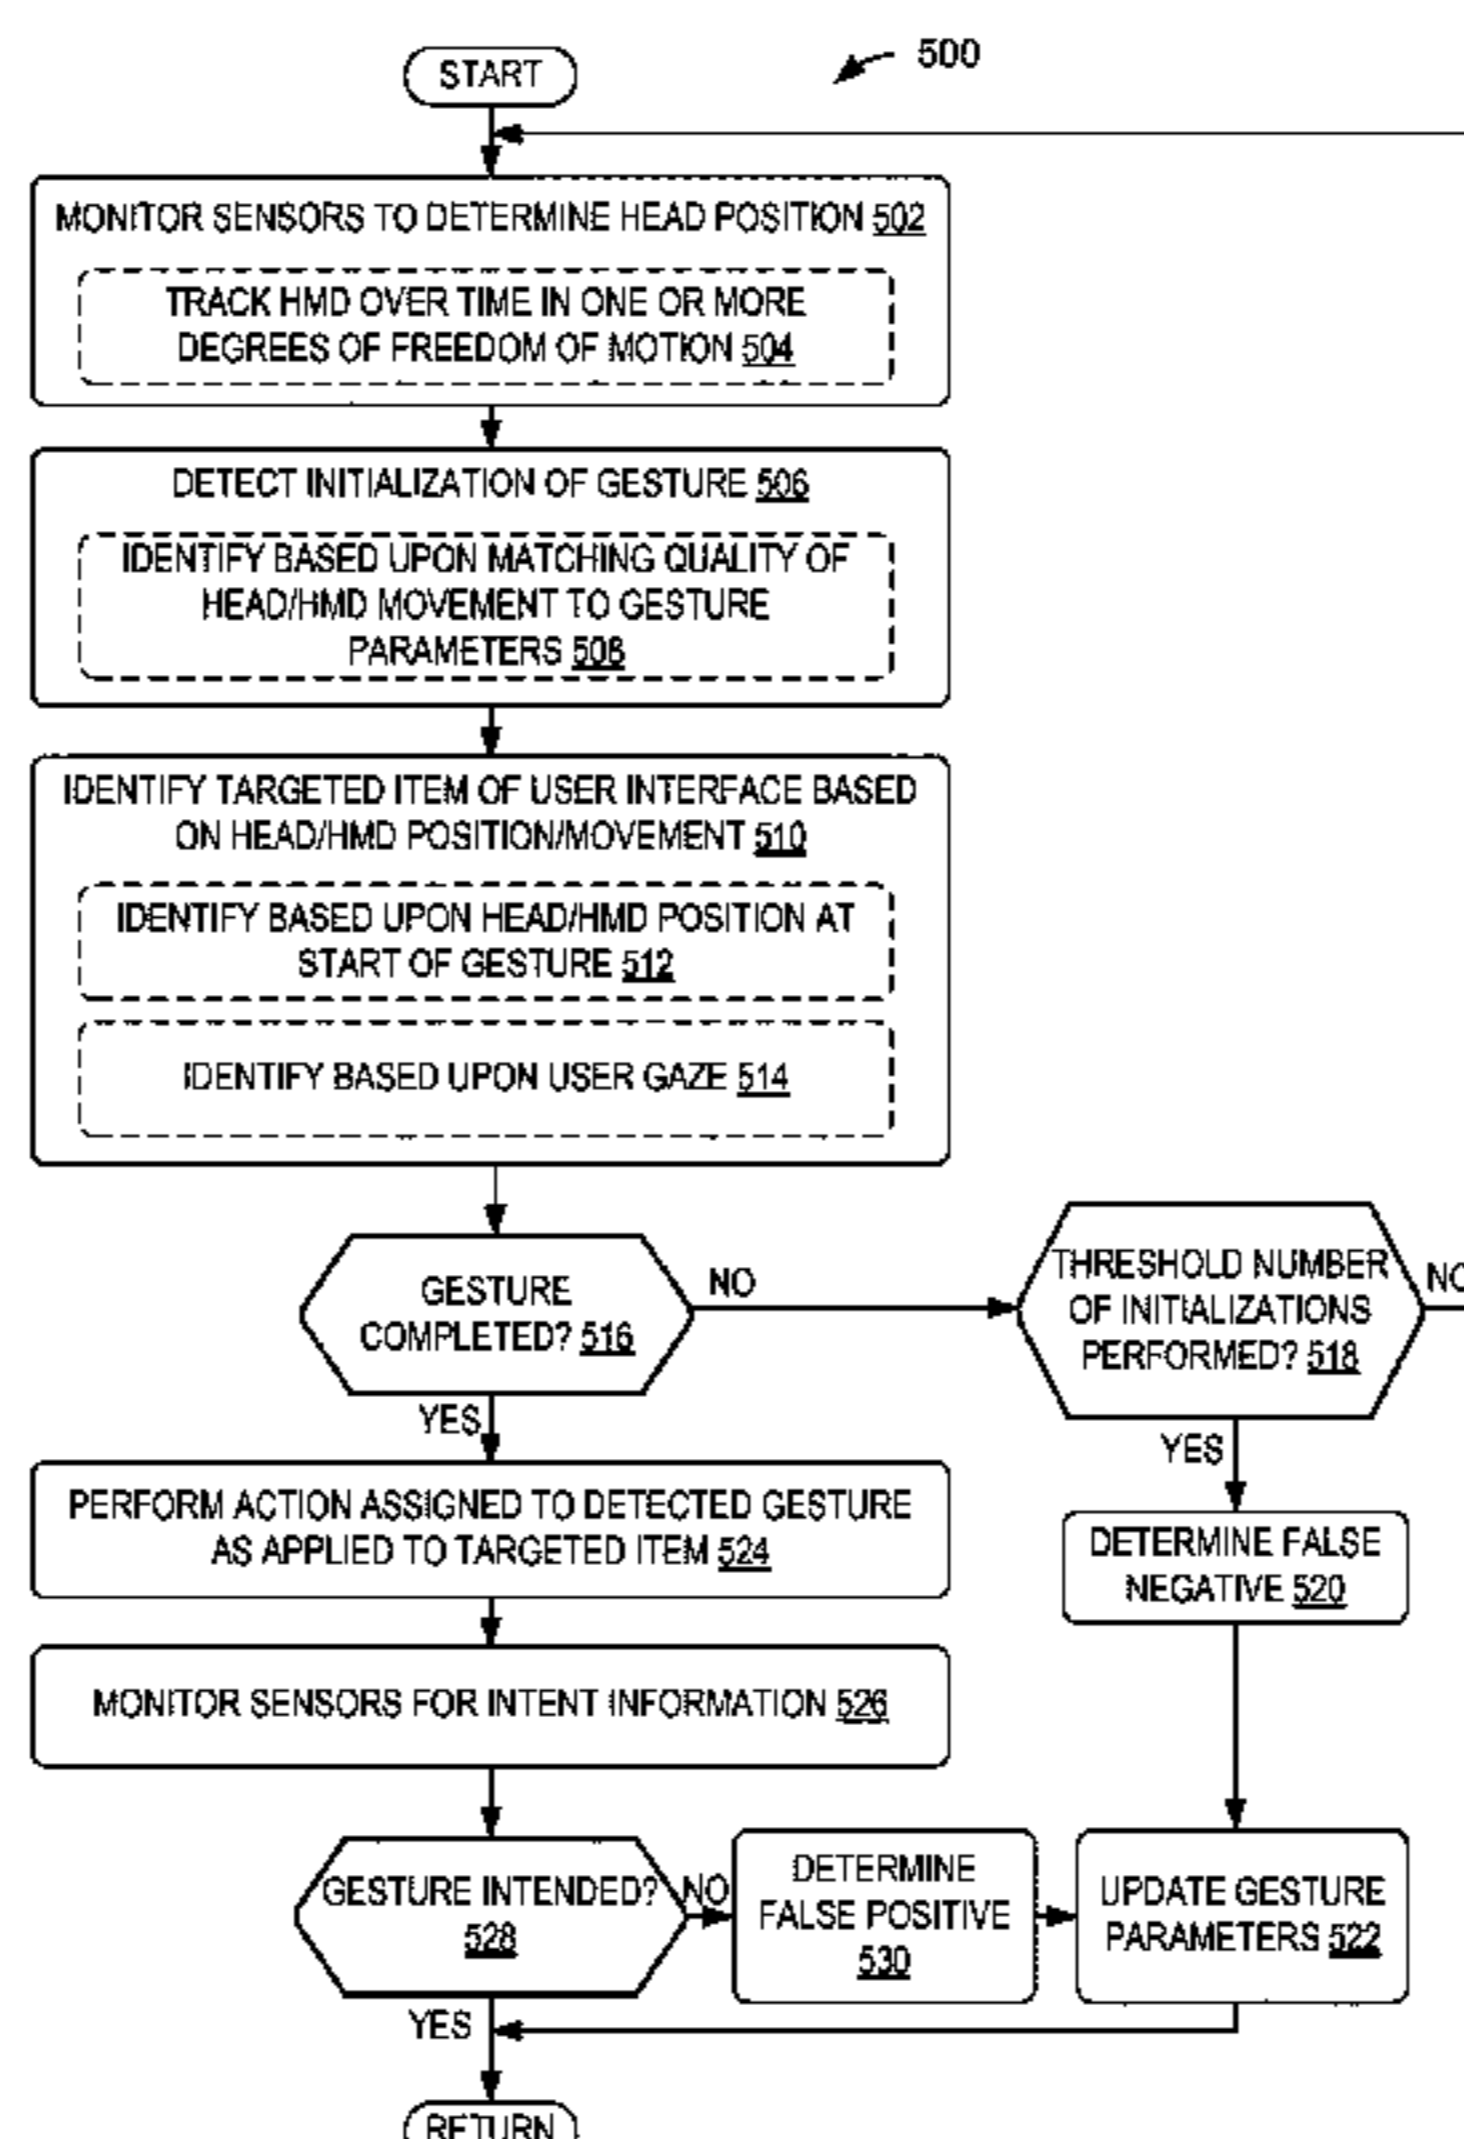 START
500
MONITOR SENSORS TO DETERMINE HEAD POSITION 502
TRACK HMD OVER TIME IN ONE OR MORE
DEGREES OF FREEDOM OF MOTION 504
DETECT INITIALIZATION OF GESTURE 506
IDENTIFY BASED UPON MATCHING QUALITY OF
HEAD/HMD MOVEMENT TO GESTURE
PARAMETERS 508
IDENTIFY TARGETED ITEM OF USER INTERFACE BASED
ON HEAD/HMD POSITION/MOVEMENT 510
IDENTIFY BASED UPON HEAD/HMD POSITION AT
START OF GESTURE 512
IDENTIFY BASED UPON USER GAZE 514
GESTURE
COMPLETED? 516
NO
THRESHOLD NUMBER
OF INITIALIZATIONS
PERFORMED? 518
NO
YES
YES
PERFORM ACTION ASSIGNED TO DETECTED GESTURE
AS APPLIED TO TARGETED ITEM 524
DETERMINE FALSE
NEGATIVE 520
MONITOR SENSORS FOR INTENT INFORMATION 526
GESTURE INTENDED?
528
NO
DETERMINE
FALSE POSITIVE
530
UPDATE GESTURE
PARAMETERS 522
YES
RETURN